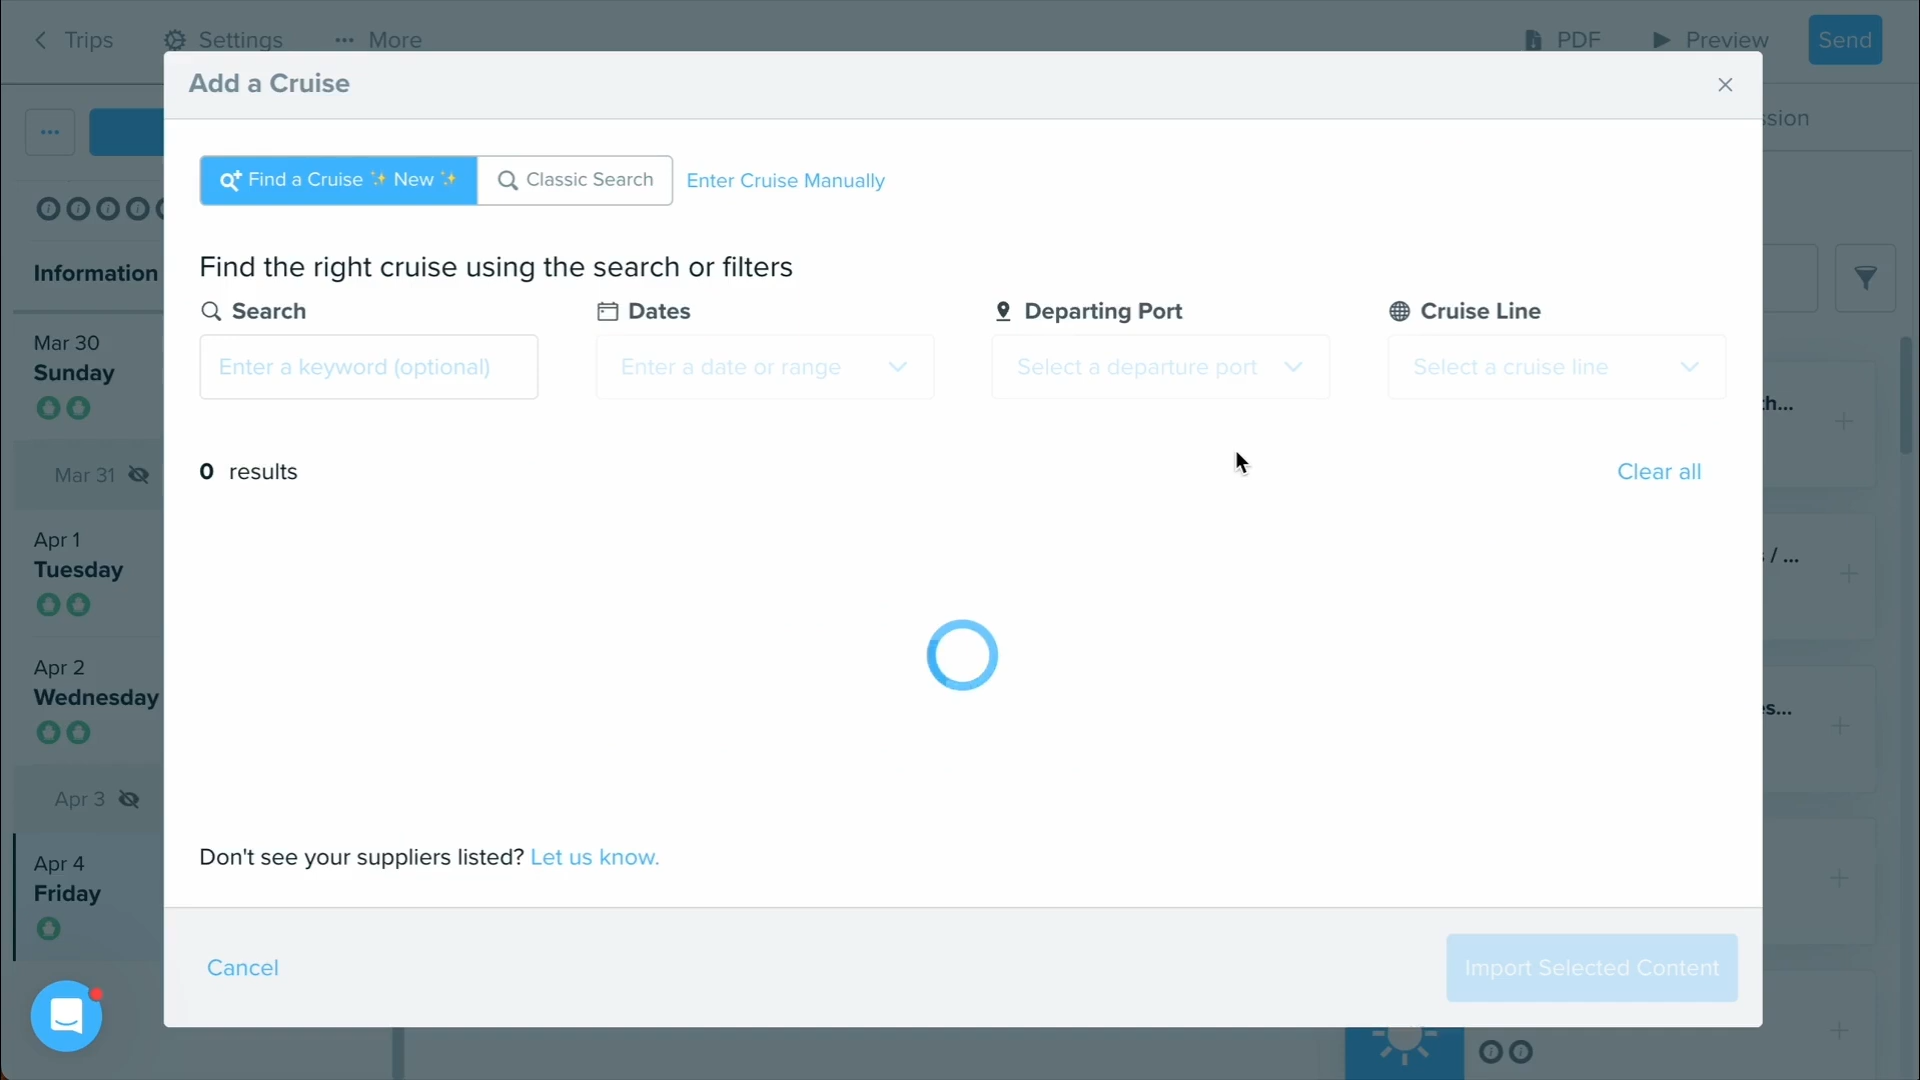 Trips
Settings
More
PDF
Preview
Send
Add a Cruise
Find a Cruise ✨ New ✨
Classic Search
Enter Cruise Manually
Find the right cruise using the search or filters
Search
Dates
Departing Port
Cruise Line
Enter a keyword (optional)
Enter a date or range
Select a departure port
Select a cruise line
0 results
Clear all
Don't see your suppliers listed? Let us know.
Cancel
Import Selected Content
Information
Mar 30
Sunday
Mar 31
Apr 1
Tuesday
Apr 2
Wednesday
Apr 3
Apr 4
Friday